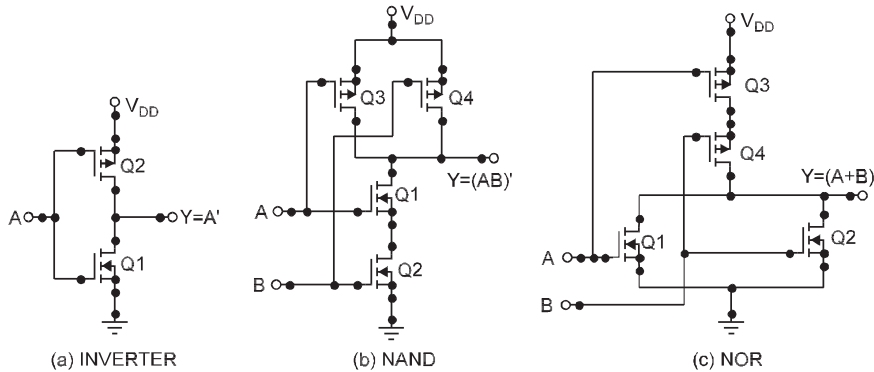 V_DD
Q2
A
Y=A'
Q1
(a) INVERTER
V_DD
Q3
Q4
Y=(AB)'
Q1
A
Q2
B
(b) NAND
V_DD
Q3
Q4
Y=(A+B)'
Q1
Q2
A
B
(c) NOR